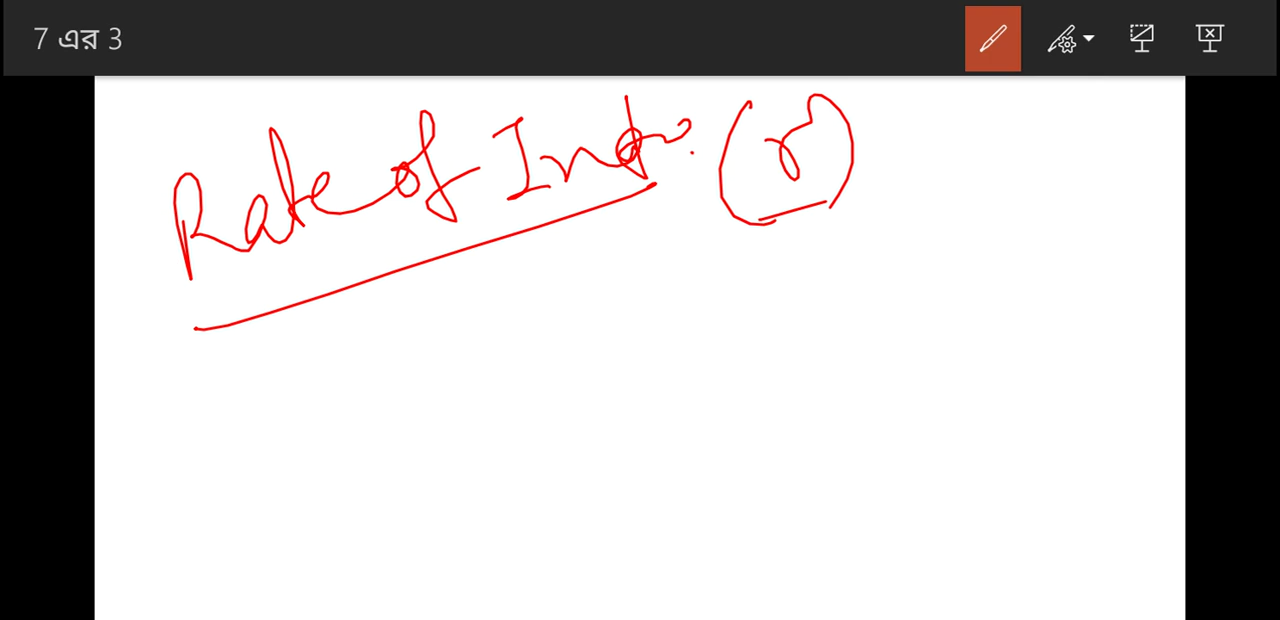 7 এর 3
Rate of Int. (r)